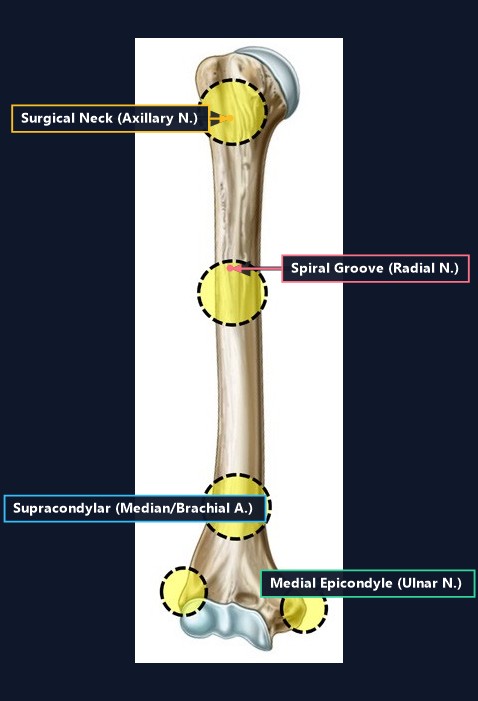 Surgical Neck (Axillary N.)
Spiral Groove (Radial N.)
Supracondylar (Median/Brachial A.)
Medial Epicondyle (Ulnar N.)